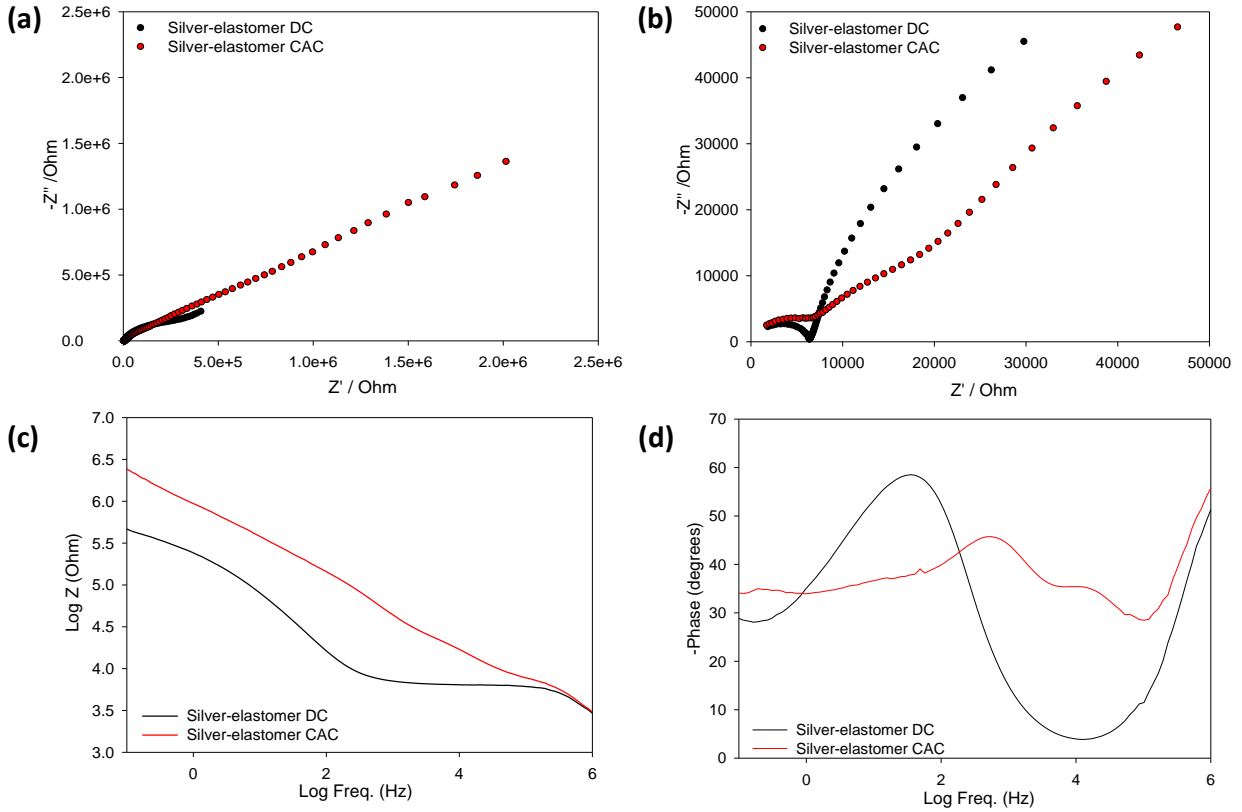 (a)
Silver-elastomer DC
Silver-elastomer CAC
2.5e+6
2.0e+6
1.5e+6
1.0e+6
5.0e+5
0.0
-Z'' /Ohm
0.0 5.0e+5 1.0e+6 1.5e+6 2.0e+6 2.5e+6
Z' / Ohm
(b)
Silver-elastomer DC
Silver-elastomer CAC
50000
40000
30000
20000
10000
0
-Z'' /Ohm
0 10000 20000 30000 40000 50000
Z' / Ohm
(c)
7.0
6.5
6.0
5.5
5.0
4.5
4.0
3.5
3.0
Log Z (Ohm)
Silver-elastomer DC
Silver-elastomer CAC
0 2 4 6
Log Freq. (Hz)
(d)
70
60
50
40
30
20
10
0
-Phase (degrees)
Silver-elastomer DC
Silver-elastomer CAC
0 2 4 6
Log Freq. (Hz)